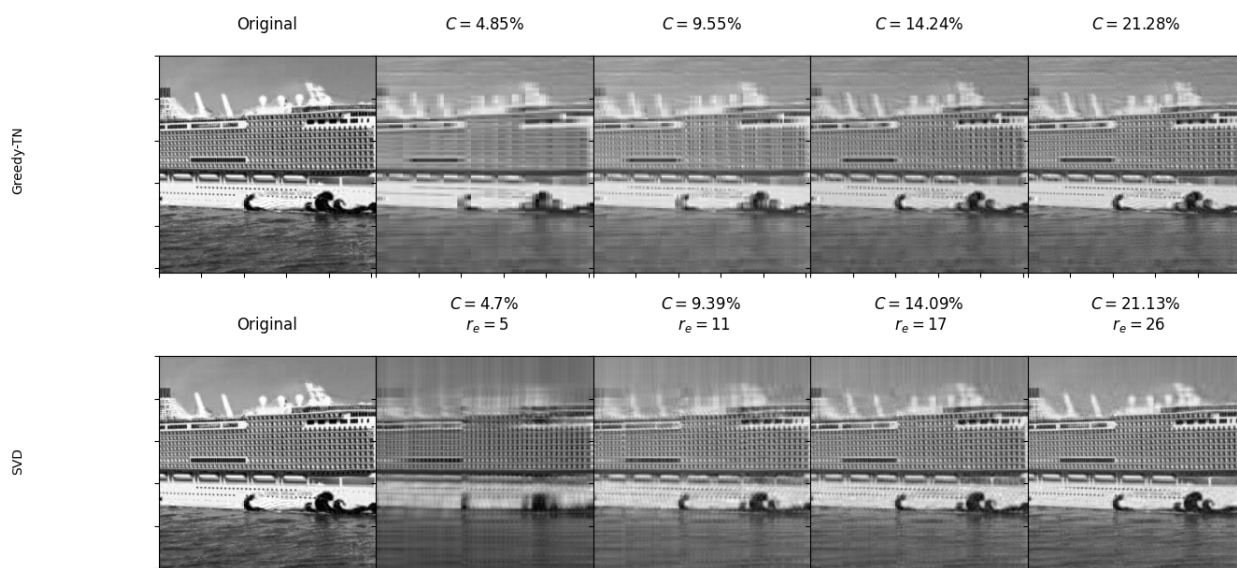 Original
C = 4.85%
C = 9.55%
C = 14.24%
C = 21.28%
Greedy-TN
Original
C = 4.7%
r_e = 5
C = 9.39%
r_e = 11
C = 14.09%
r_e = 17
C = 21.13%
r_e = 26
SVD